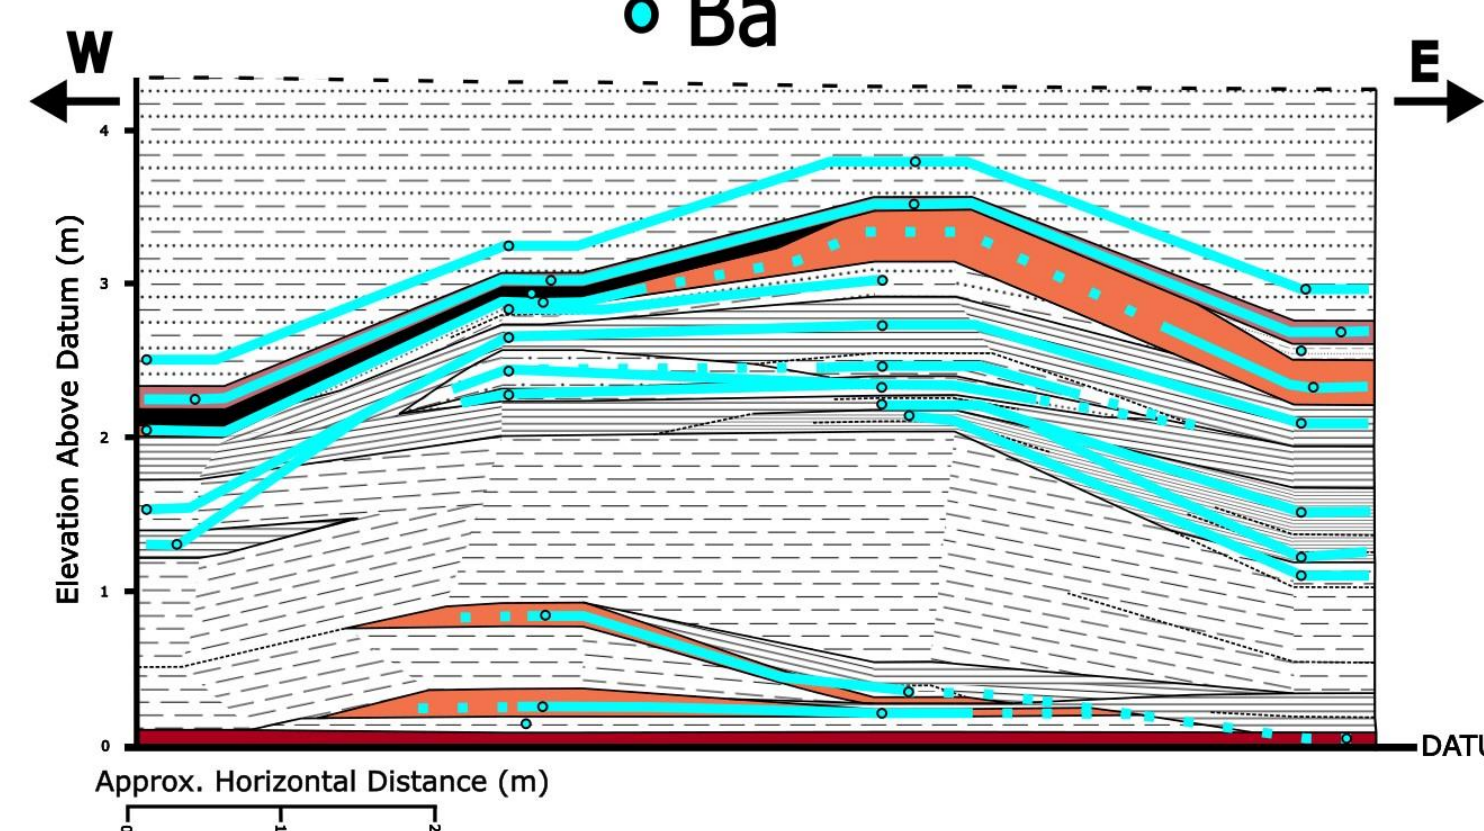 Ba
W
E
4
3
2
1
0
Elevation Above Datum (m)
DATU
Approx. Horizontal Distance (m)
0 1 2